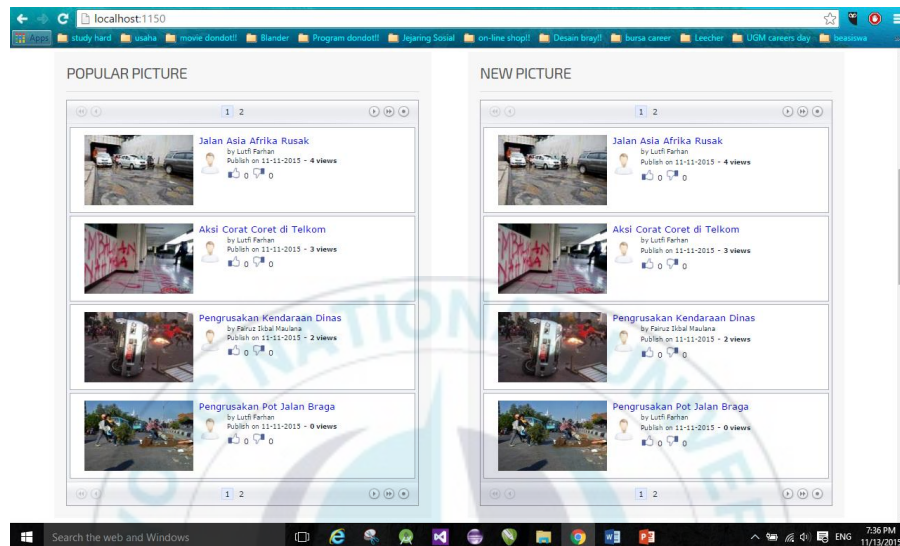 localhost:1150
Apps study hard usaha movie dondot!! Blander Program dondot!! Jejaring Sosial on-line shop!! Desain bray!! bursa career Leecher UGM careers day beasiswa
POPULAR PICTURE
1 2
Jalan Asia Afrika Rusak
by Lutfi Farhan
Publish on 11-11-2015 - 4 views
0 0
Aksi Corat Coret di Telkom
by Lutfi Farhan
Publish on 11-11-2015 - 3 views
0 0
Pengrusakan Kendaraan Dinas
by Fairuz Ikbal Maulana
Publish on 11-11-2015 - 2 views
0 0
Pengrusakan Pot Jalan Braga
by Lutfi Farhan
Publish on 11-11-2015 - 0 views
0 0
1 2
NEW PICTURE
1 2
Jalan Asia Afrika Rusak
by Lutfi Farhan
Publish on 11-11-2015 - 4 views
0 0
Aksi Corat Coret di Telkom
by Lutfi Farhan
Publish on 11-11-2015 - 3 views
0 0
Pengrusakan Kendaraan Dinas
by Fairuz Ikbal Maulana
Publish on 11-11-2015 - 2 views
0 0
Pengrusakan Pot Jalan Braga
by Lutfi Farhan
Publish on 11-11-2015 - 0 views
0 0
1 2
Search the web and Windows
ENG
7:36 PM
11/13/2015